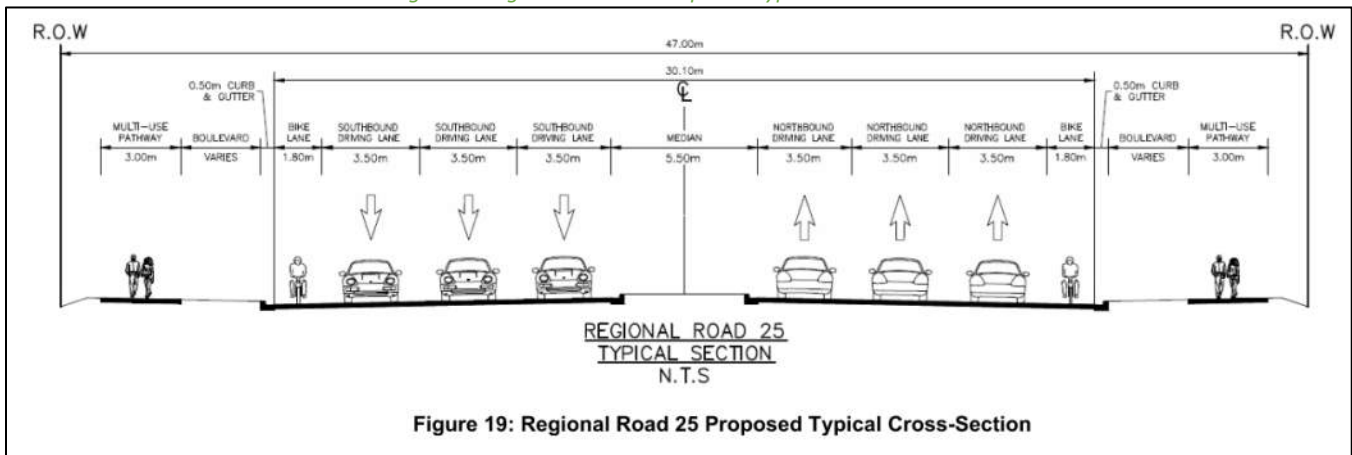 R.O.W R.O.W
47.00m
30.10m
0.50m CURB
& GUTTER
℄
0.50m CURB
& GUTTER
MULTI-USE
PATHWAY
BOULEVARD
BIKE
LANE
SOUTHBOUND
DRIVING LANE
SOUTHBOUND
DRIVING LANE
SOUTHBOUND
DRIVING LANE
MEDIAN
NORTHBOUND
DRIVING LANE
NORTHBOUND
DRIVING LANE
NORTHBOUND
DRIVING LANE
BIKE
LANE
BOULEVARD
MULTI-USE
PATHWAY
3.00m VARIES 1.80m 3.50m 3.50m 3.50m 5.50m 3.50m 3.50m 3.50m 1.80m VARIES 3.00m
REGIONAL ROAD 25
TYPICAL SECTION
N.T.S
Figure 19: Regional Road 25 Proposed Typical Cross-Section